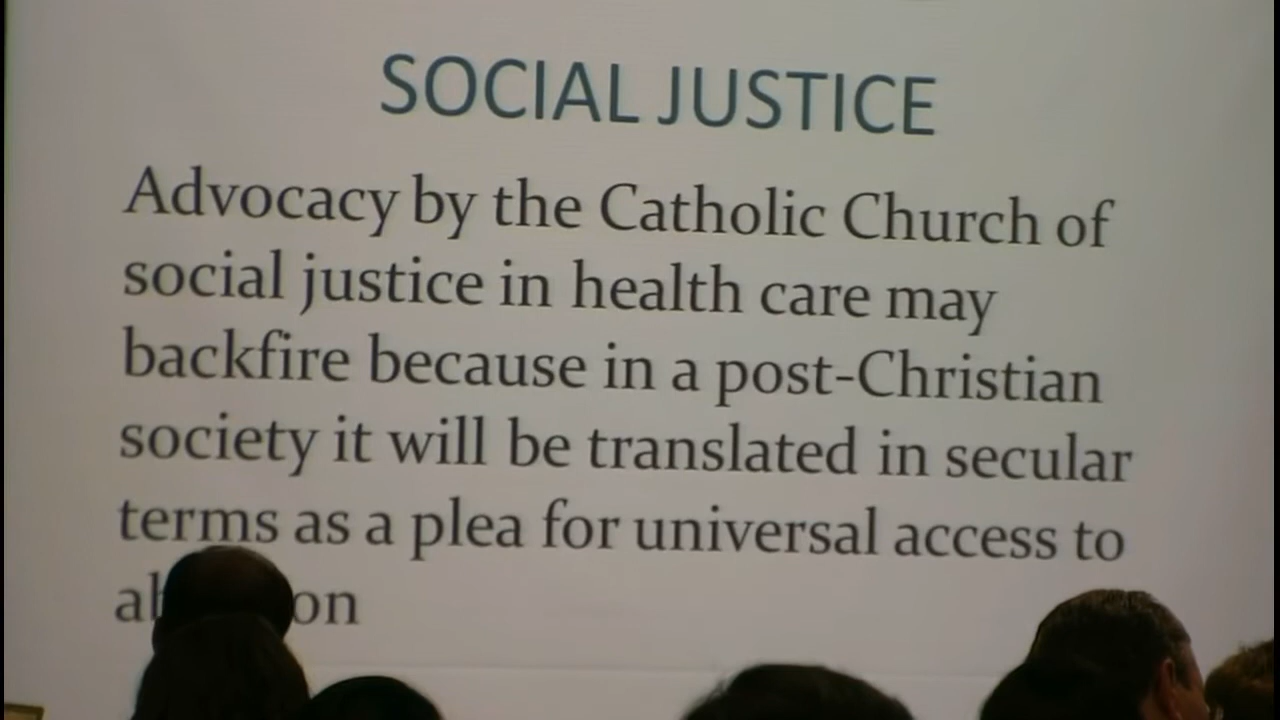 SOCIAL JUSTICE
Advocacy by the Catholic Church of
social justice in health care may
backfire because in a post-Christian
society it will be translated in secular
terms as a plea for universal access to